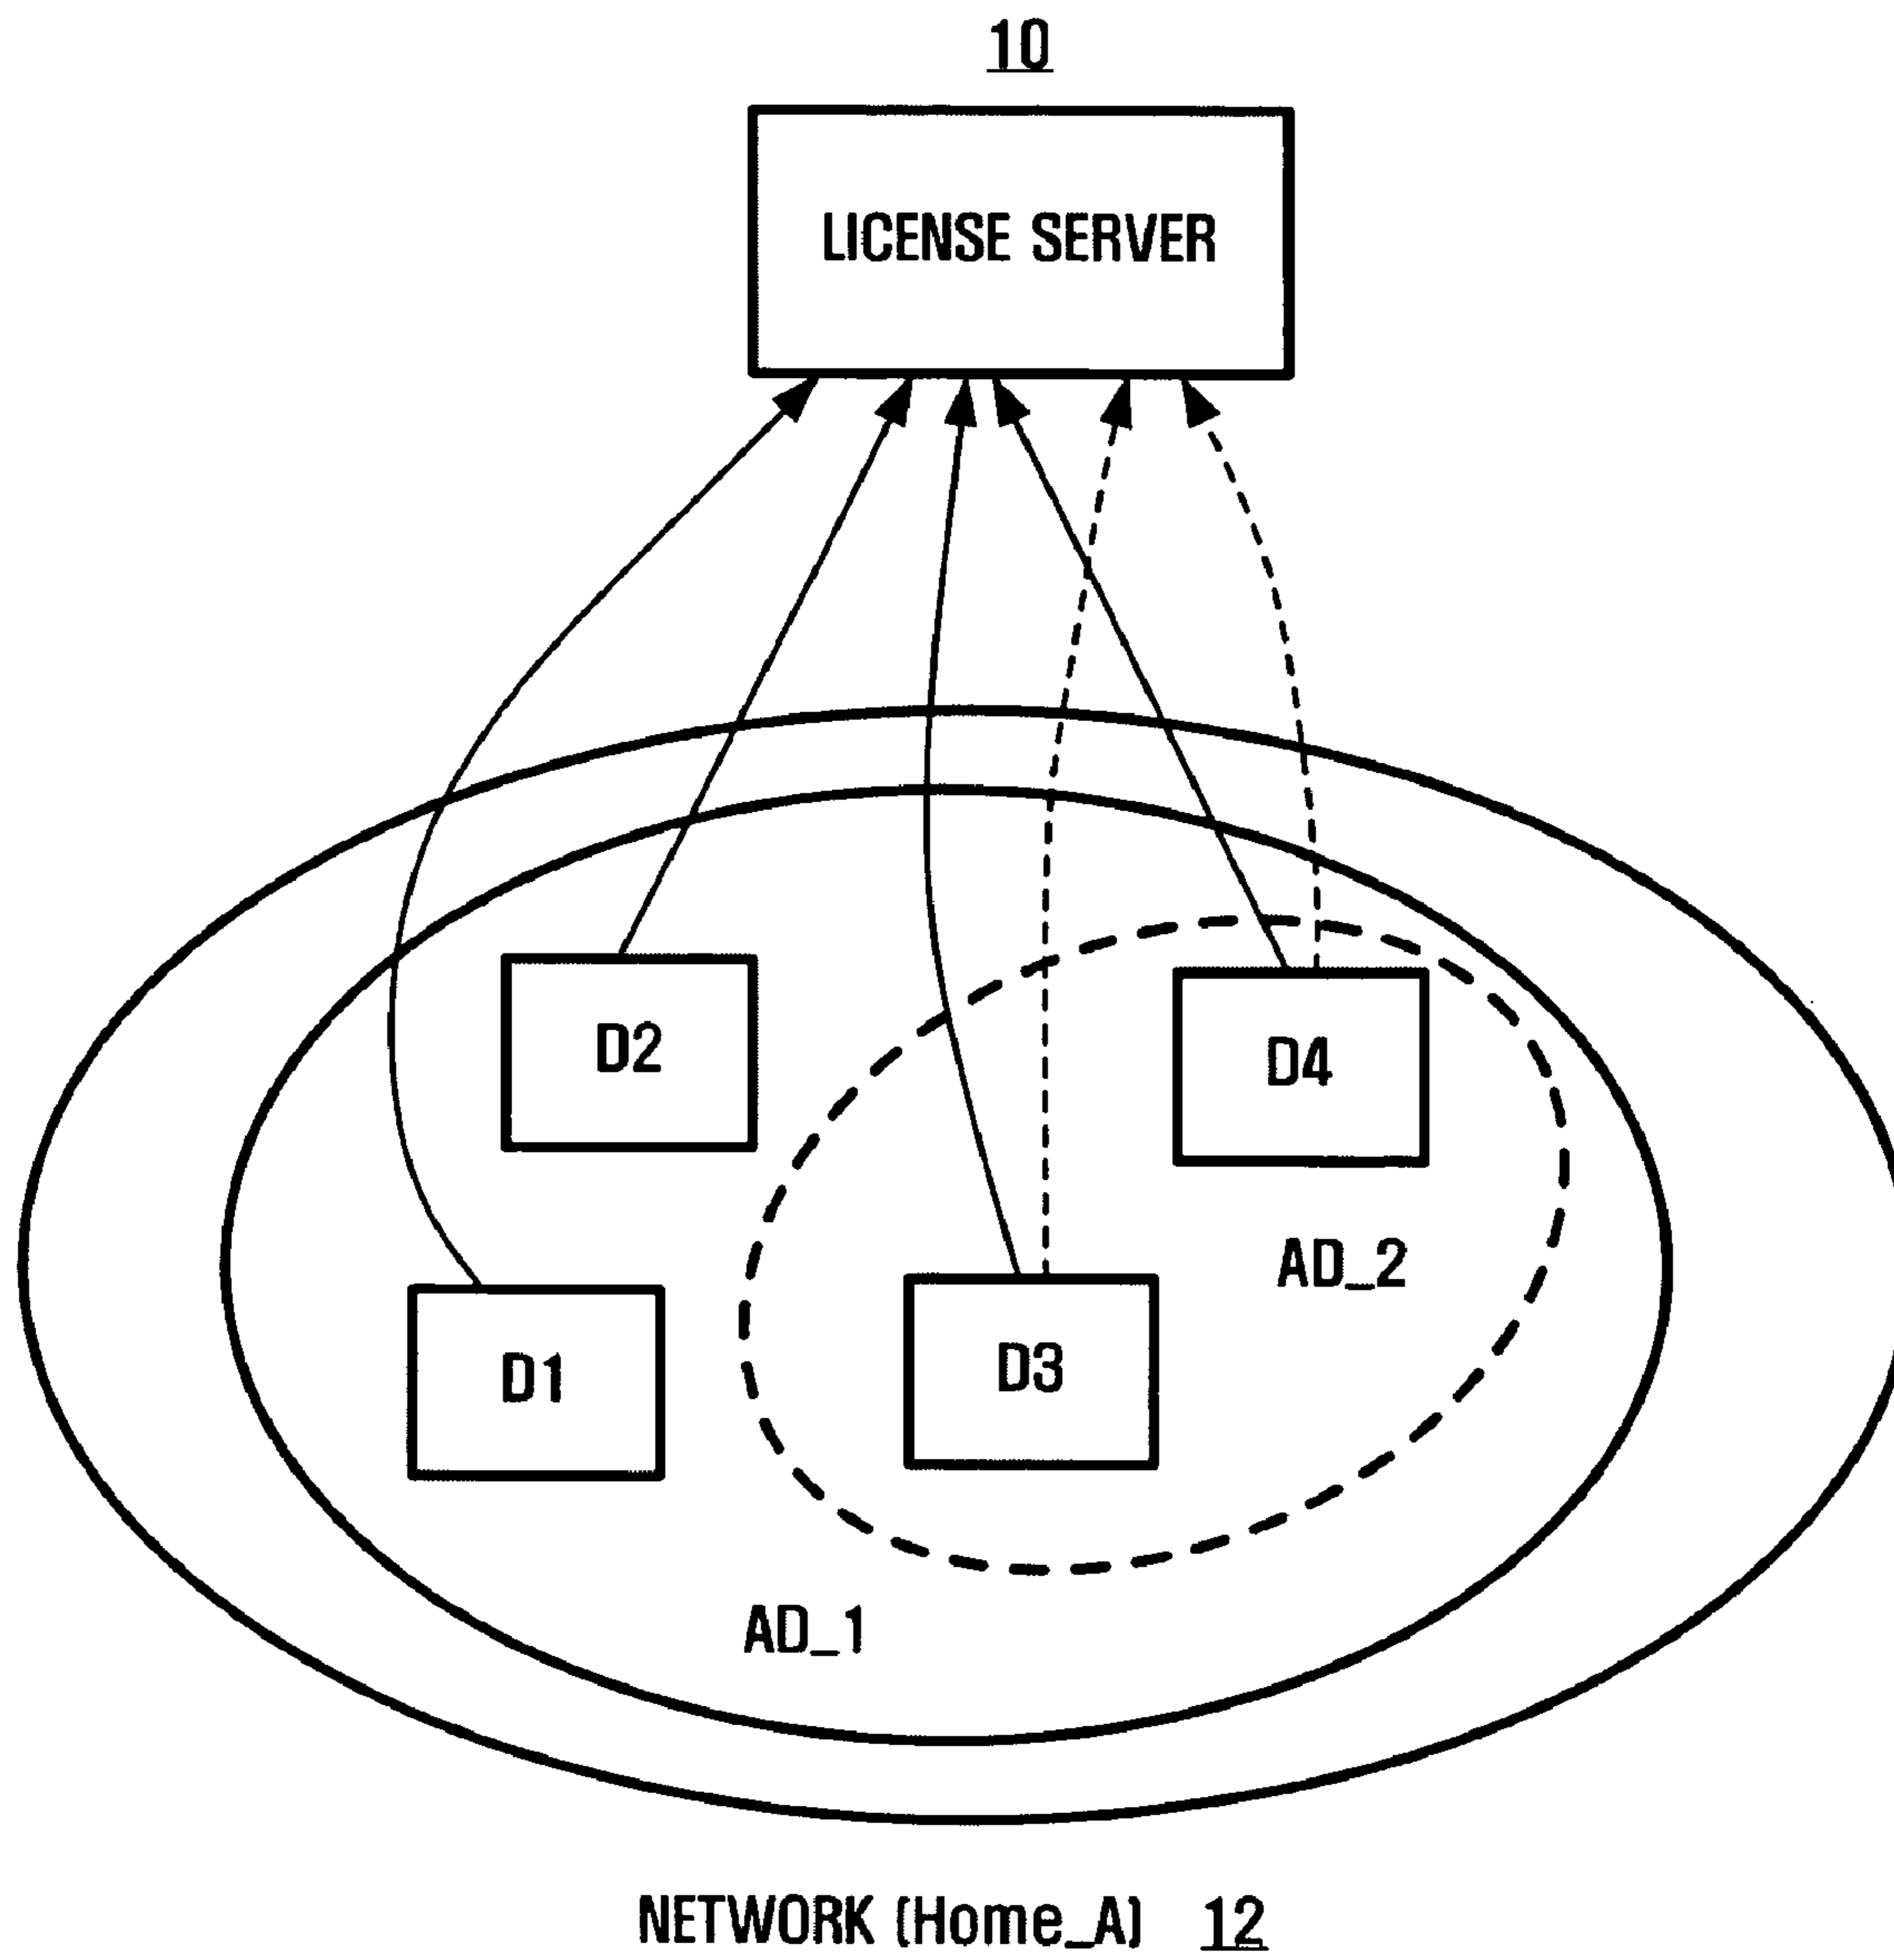 10
LICENSE SERVER
D2
D4
AD_2
D1
D3
AD_1
NETWORK (Home_A) 12